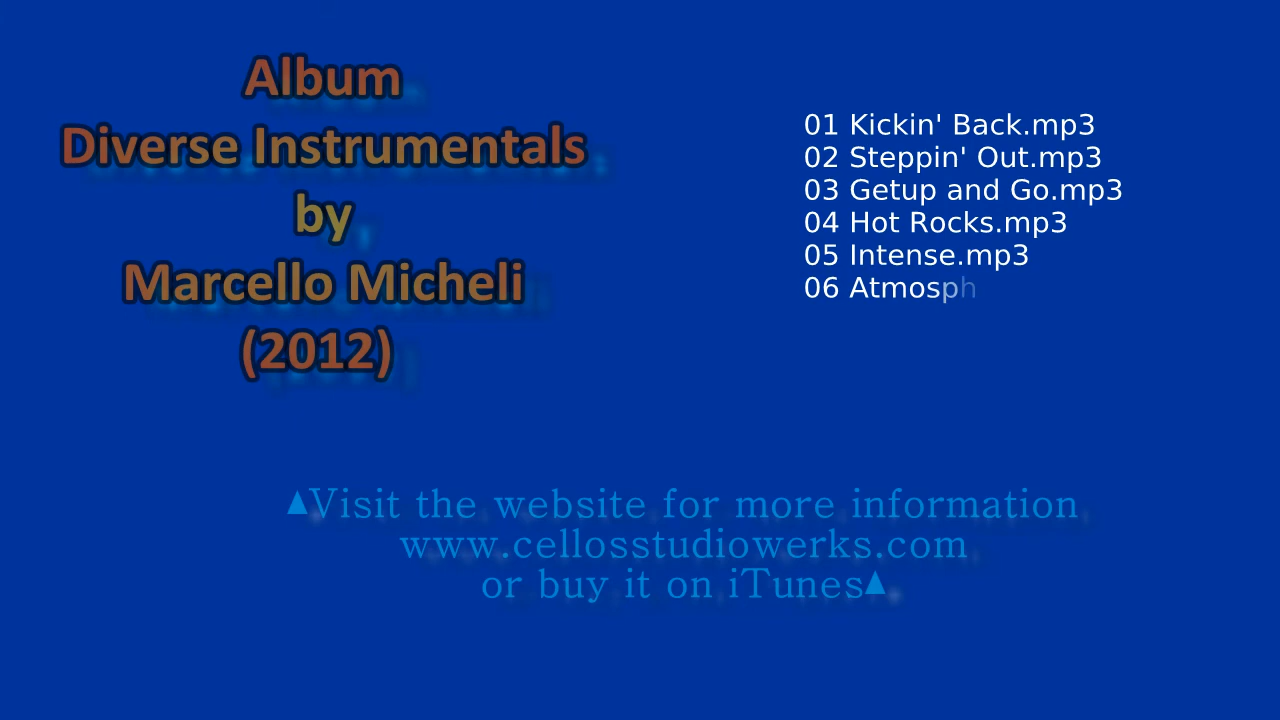 Album
Diverse Instrumentals
by
Marcello Micheli
(2012)
01 Kickin' Back.mp3
02 Steppin' Out.mp3
03 Getup and Go.mp3
04 Hot Rocks.mp3
05 Intense.mp3
06 Atmosph
▲Visit the website for more information
www.cellosstudiowerks.com
or buy it on iTunes▲